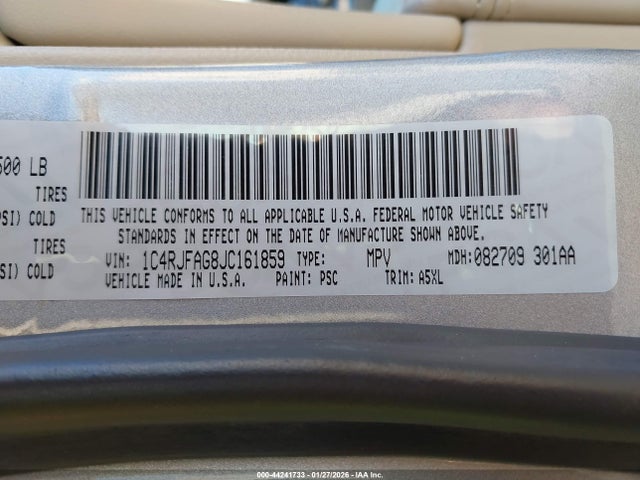 500 LB
TIRES
PSI) COLD
TIRES
SI) COLD
THIS VEHICLE CONFORMS TO ALL APPLICABLE U.S.A. FEDERAL MOTOR VEHICLE SAFETY
STANDARDS IN EFFECT ON THE DATE OF MANUFACTURE SHOWN ABOVE.
VIN: 1C4RJFAG8JC161859 TYPE: MPV MDH:082709 301AA
VEHICLE MADE IN U.S.A. PAINT: PSC TRIM: A5XL
000-44241733 - 01/27/2026 - IAA Inc.